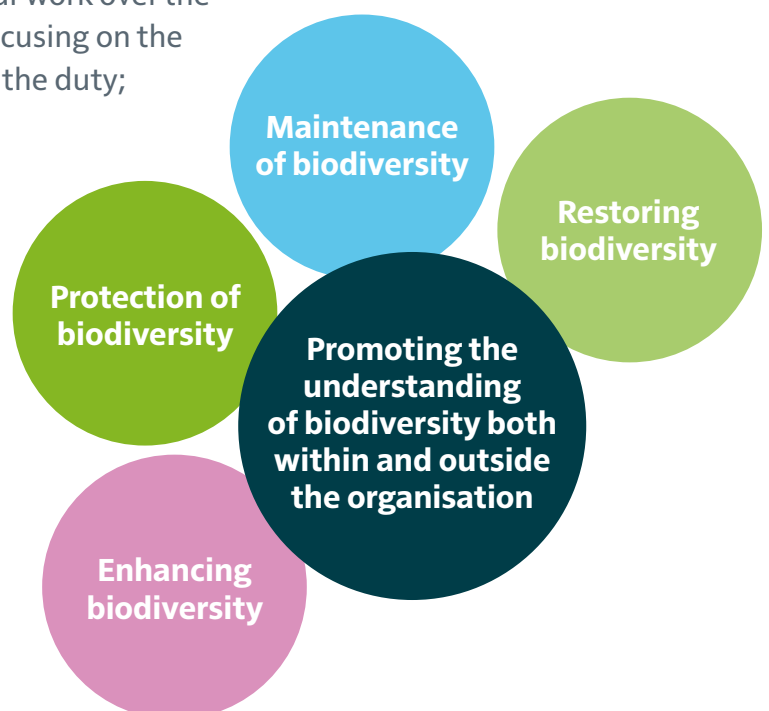 work over the
cusing on the
the duty;
Maintenance
of biodiversity
Restoring
biodiversity
Protection of
biodiversity
Promoting the
understanding
of biodiversity both
within and outside
the organisation
Enhancing
biodiversity